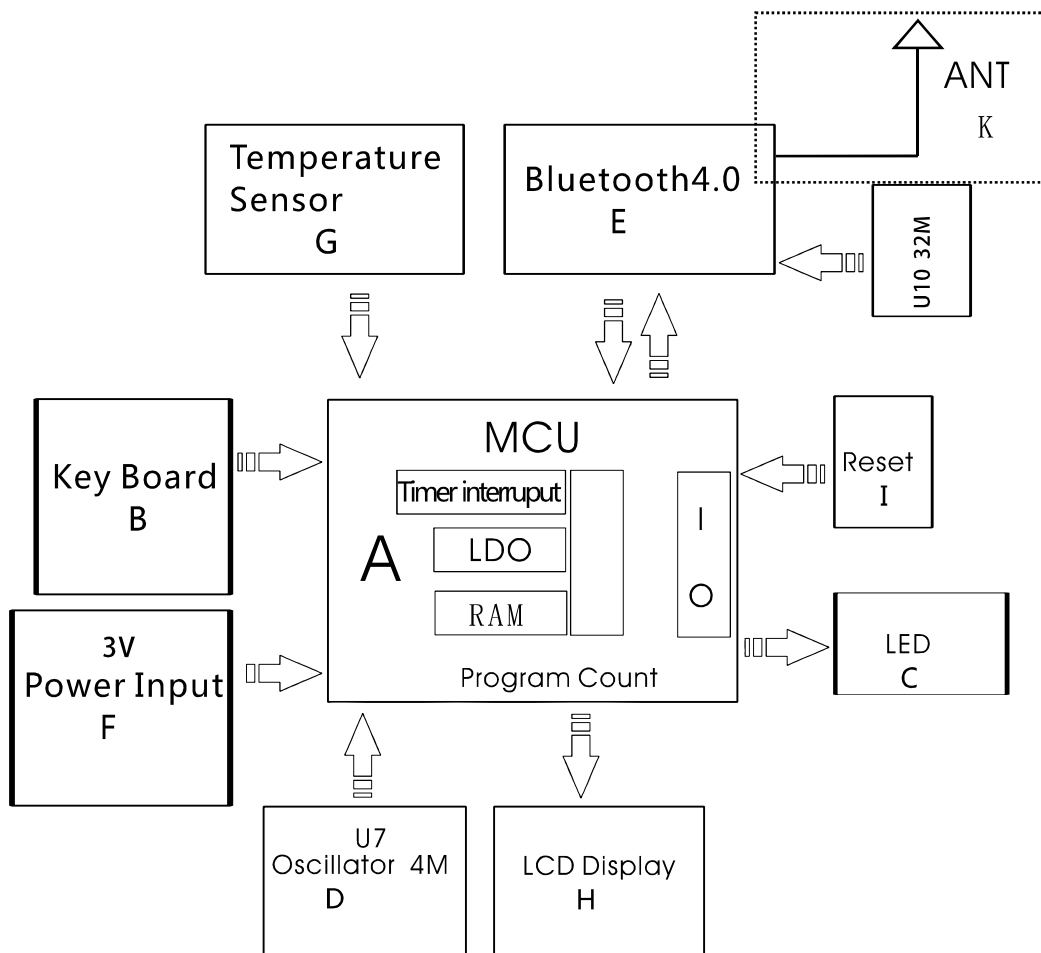 ANT
K
Temperature
Sensor
G
Bluetooth4.0
E
U10 32M
MCU
Timer interruput
LDO
RAM
A
I
O
Program Count
Key Board
B
Reset
I
3V
Power Input
F
LED
C
U7
Oscillator 4M
D
LCD Display
H